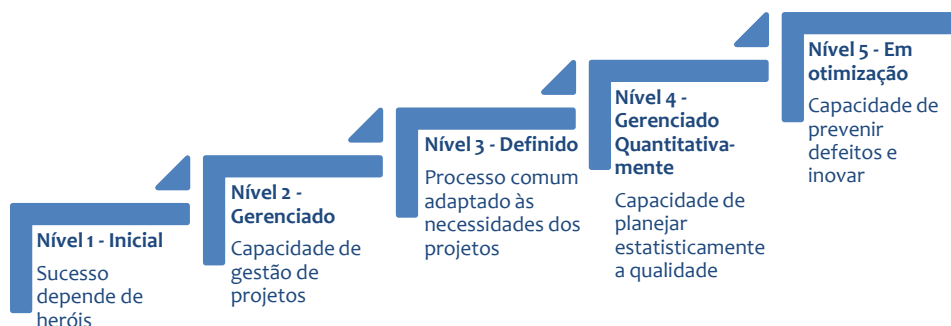 Nível 1 - Inicial
Sucesso
depende de
heróis
Nível 2 -
Gerenciado
Capacidade de
gestão de
projetos
Nível 3 - Definido
Processo comum
adaptado às
necessidades dos
projetos
Nível 4 -
Gerenciado
Quantitativa-
mente
Capacidade de
planejar
estatisticamente
a qualidade
Nível 5 - Em
otimização
Capacidade de
prevenir
defeitos e
inovar